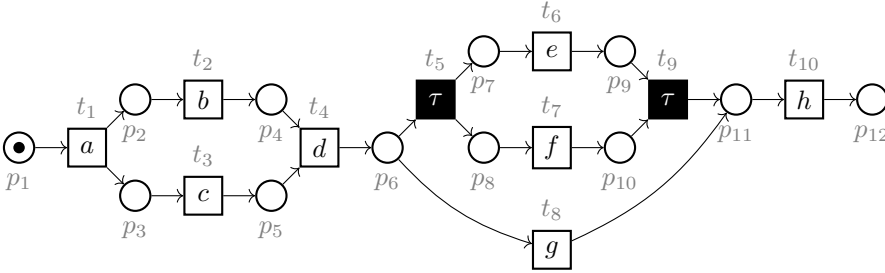 t6
t5 t9
t2 e t10
p7 p9
t1 τ t7 τ t4
b h
p2 p4
t3 a d f
p1 p6 p8 p10 p11 p12
c
p3 p5 t8
g